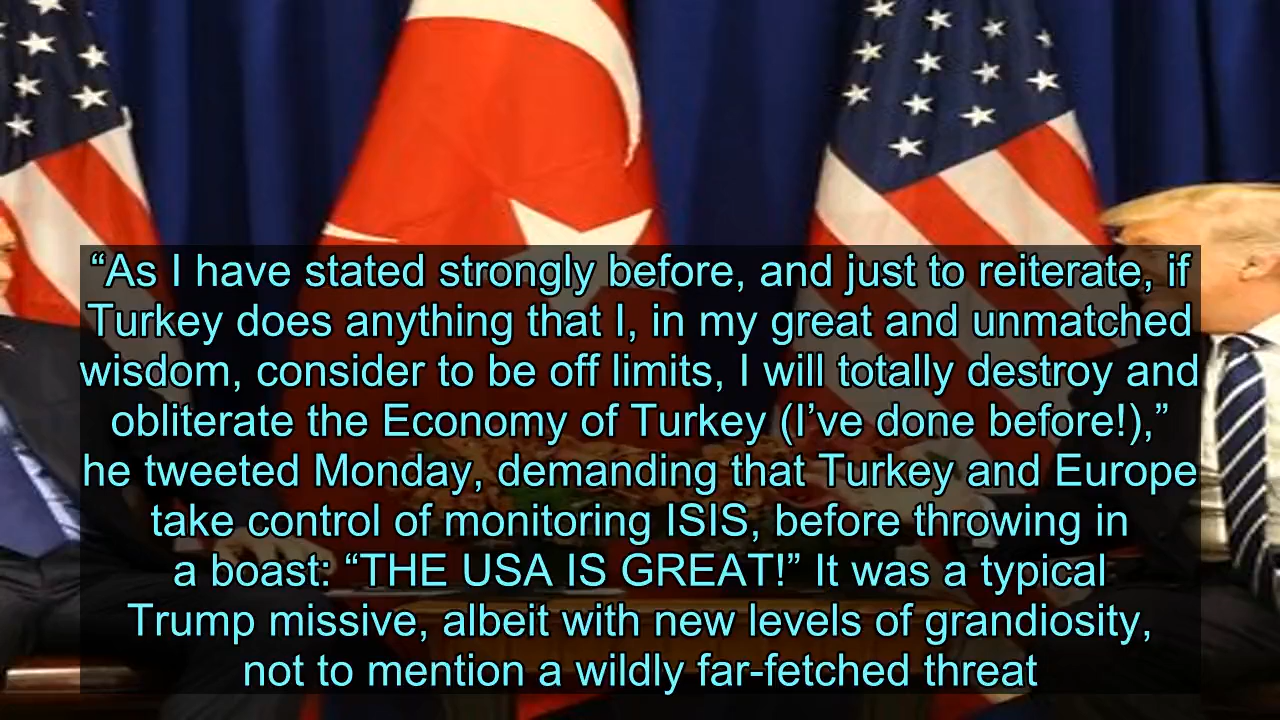 “As I have stated strongly before, and just to reiterate, if
Turkey does anything that I, in my great and unmatched
wisdom, consider to be off limits, I will totally destroy and
obliterate the Economy of Turkey (I’ve done before!),”
he tweeted Monday, demanding that Turkey and Europe
take control of monitoring ISIS, before throwing in
a boast: “THE USA IS GREAT!” It was a typical
Trump missive, albeit with new levels of grandiosity,
not to mention a wildly far-fetched threat